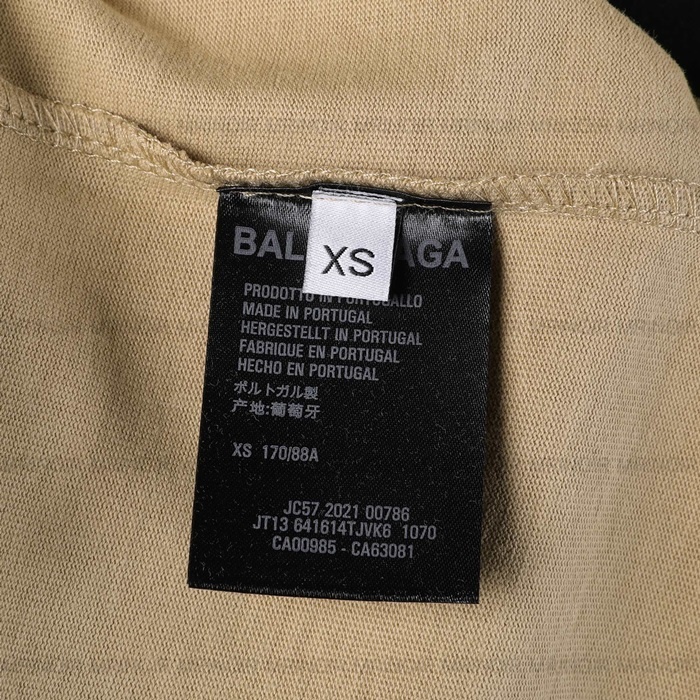 BAL AGA
XS
PRODOTTO IN PORTOGALLO
MADE IN PORTUGAL
HERGESTELLT IN PORTUGAL
FABRIQUE EN PORTUGAL
HECHO EN PORTUGAL
ポルトガル製
产地:葡萄牙
XS 170/88A
JC57 2021 00786
JT13 641614TJVK6 1070
CA00985 - CA63081